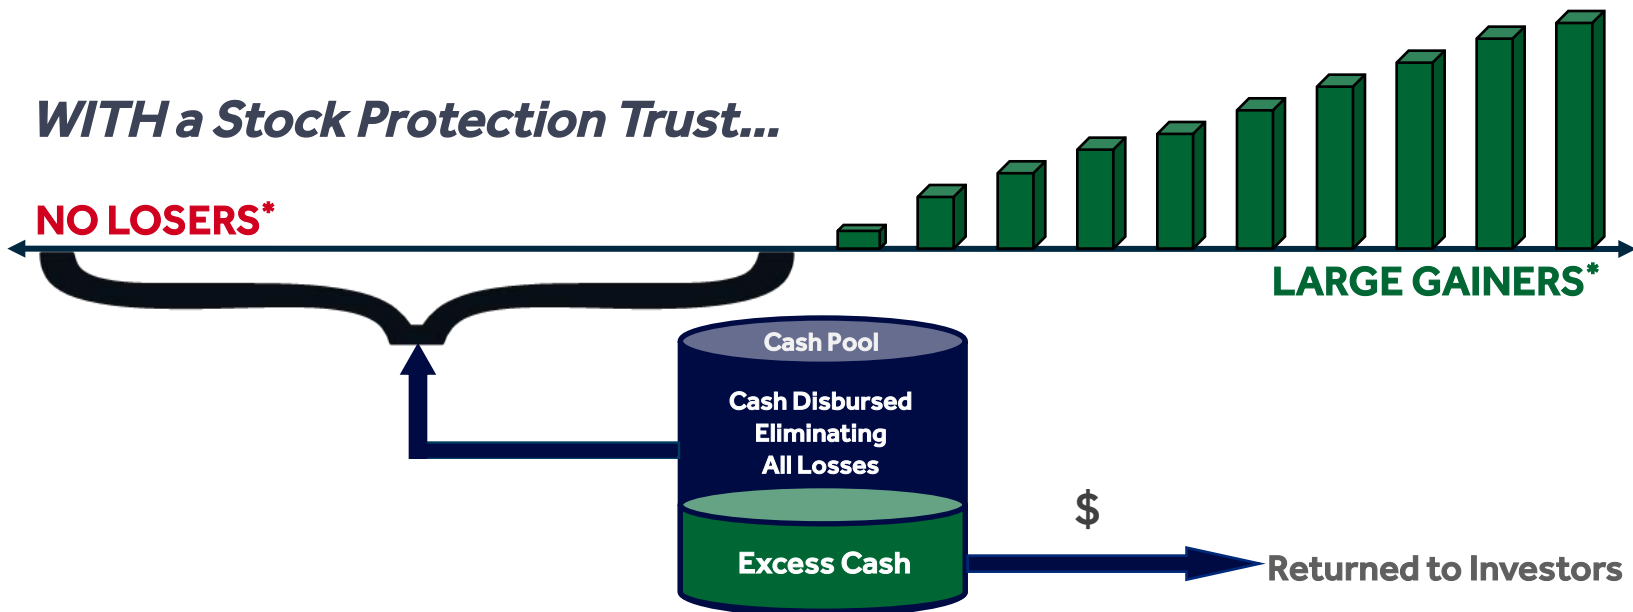 WITH a Stock Protection Trust...
NO LOSERS*
LARGE GAINERS*
Cash Pool
Cash Disbursed
Eliminating
All Losses
$
Excess Cash
Returned to Investors